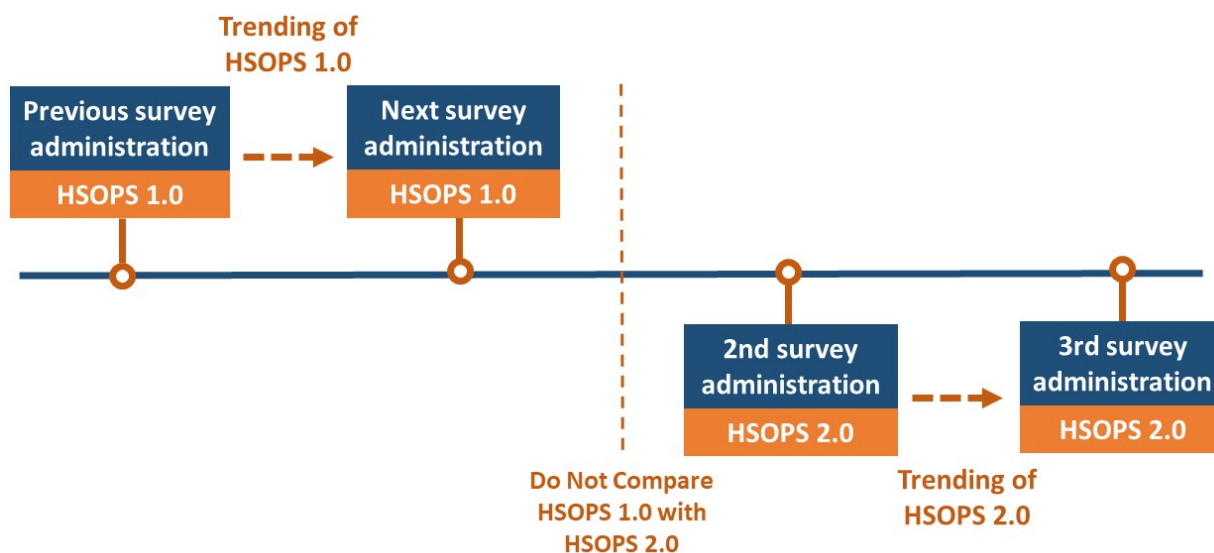 Trending of
HSOPS 1.0
Previous survey
administration
HSOPS 1.0
Next survey
administration
HSOPS 1.0
2nd survey
administration
HSOPS 2.0
3rd survey
administration
HSOPS 2.0
Do Not Compare
HSOPS 1.0 with
HSOPS 2.0
Trending of
HSOPS 2.0